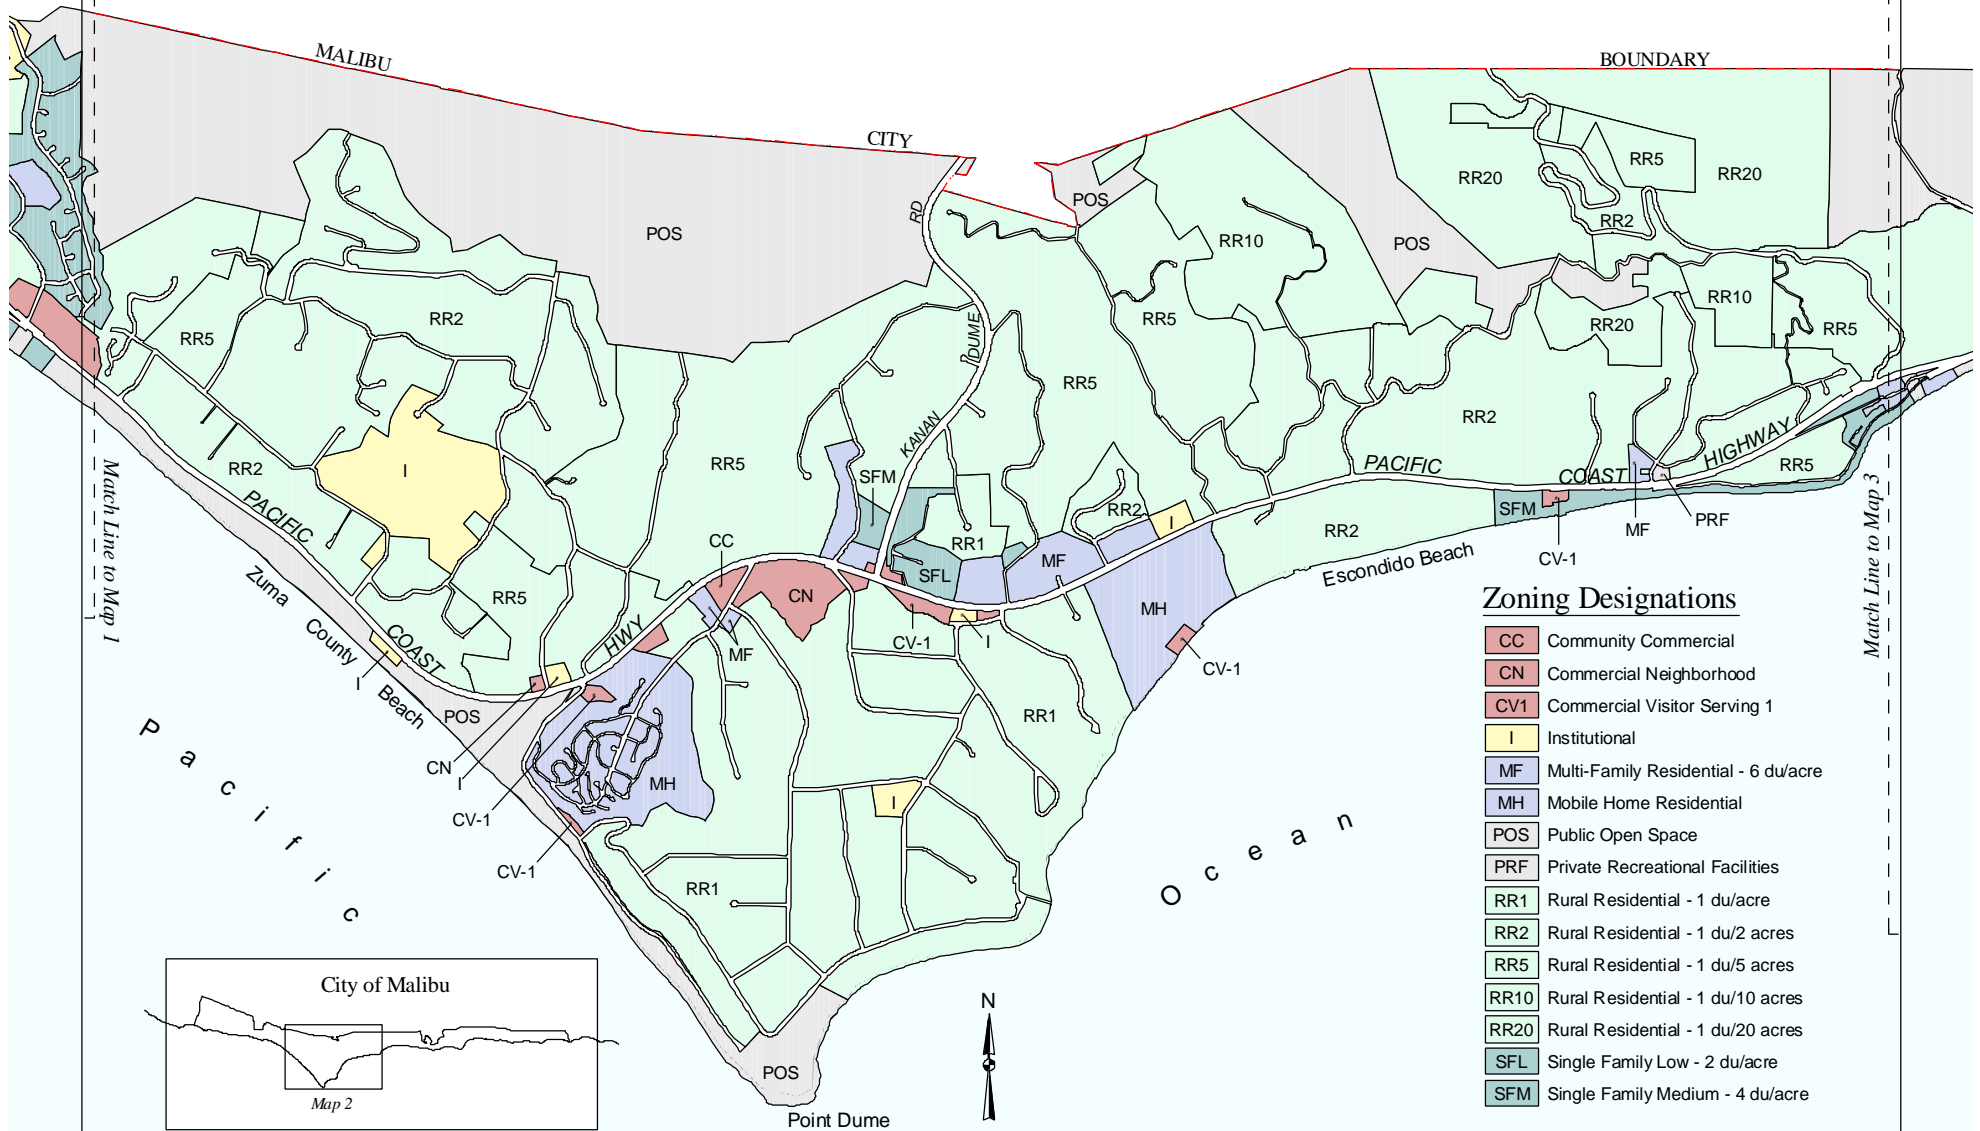 MALIBU
CITY
BOUNDARY
POS
POS
POS
RR20
RR5
RR20
RR2
RR10
RR5
RR2
RR5
RR10
RR20
RR5
RD
DUME
KANAN
RR5
RR2
RR2
I
RR5
SFM
RR5
PACIFIC
COAST
HIGHWAY
RR5
RR2
I
RR1
SFL
MF
CC
CN
CV-1
I
MF
MH
CV-1
RR2
SFM
CV-1
MF
PRF
Escondido Beach
PACIFIC
COAST
HWY
Zuma
County
Beach
I
POS
CN
I
CV-1
CV-1
MH
RR1
I
RR1
POS
Point Dume
Pacific
Ocean
Match Line to Map 1
Match Line to Map 3
Zoning Designations
CC Community Commercial
CN Commercial Neighborhood
CV1 Commercial Visitor Serving 1
I Institutional
MF Multi-Family Residential - 6 du/acre
MH Mobile Home Residential
POS Public Open Space
PRF Private Recreational Facilities
RR1 Rural Residential - 1 du/acre
RR2 Rural Residential - 1 du/2 acres
RR5 Rural Residential - 1 du/5 acres
RR10 Rural Residential - 1 du/10 acres
RR20 Rural Residential - 1 du/20 acres
SFL Single Family Low - 2 du/acre
SFM Single Family Medium - 4 du/acre
City of Malibu
Map 2
N